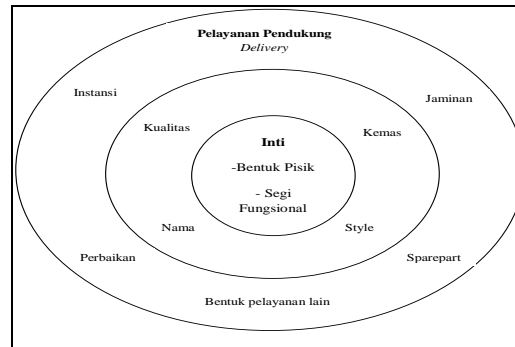 Pelayanan Pendukung
Delivery
Instansi
Jaminan
Kualitas
Kemas
Inti
-Bentuk Pisik
- Segi
Fungsional
Nama
Style
Perbaikan
Sparepart
Bentuk pelayanan lain